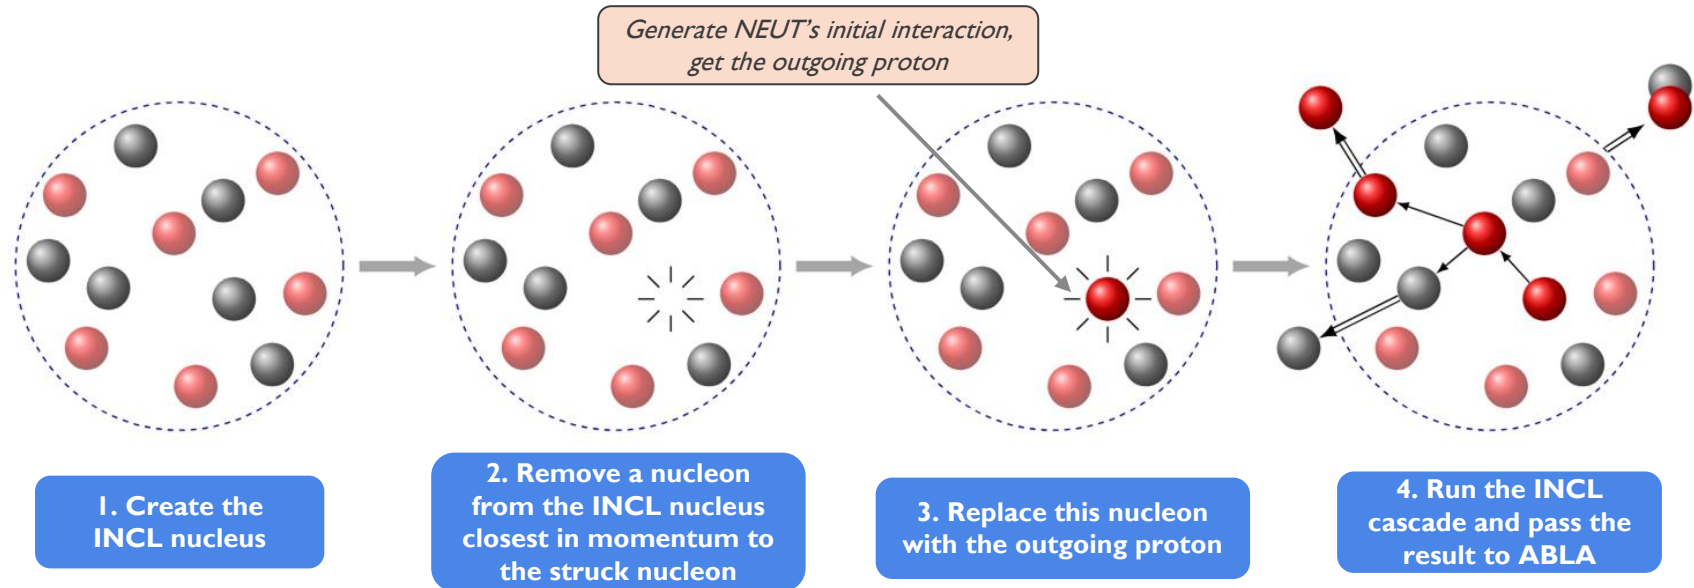 Generate NEUT’s initial interaction,
get the outgoing proton
1. Create the
INCL nucleus
2. Remove a nucleon
from the INCL nucleus
closest in momentum to
the struck nucleon
3. Replace this nucleon
with the outgoing proton
4. Run the INCL
cascade and pass the
result to ABLA